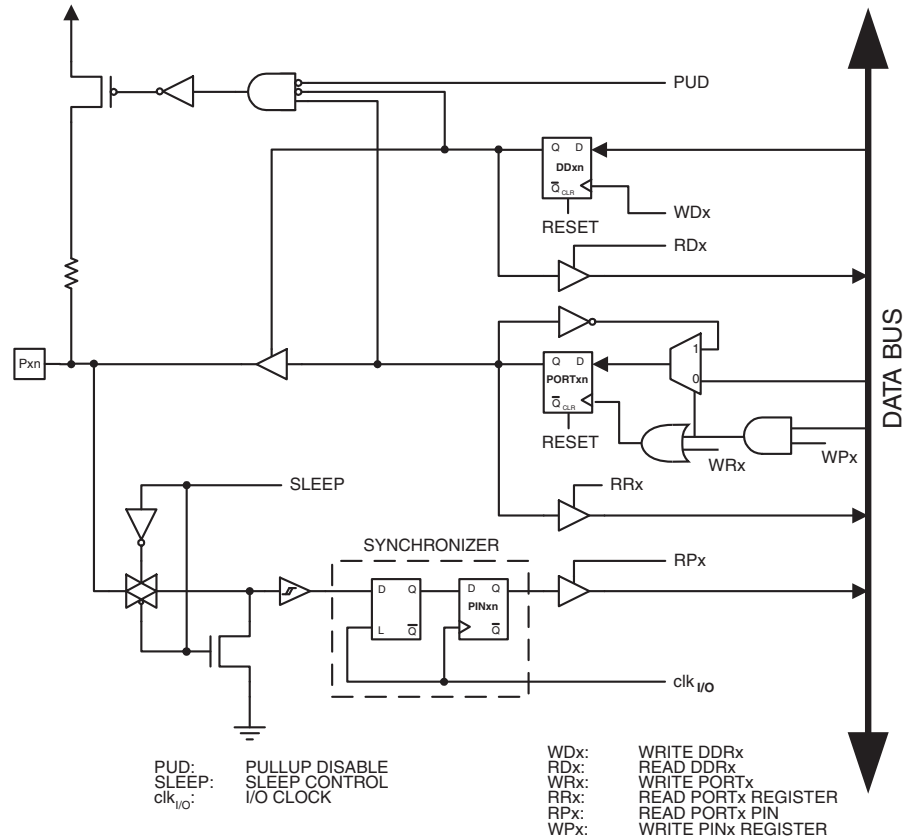 PUD
Q D
DDxn
Q CLR
WDx
RESET
RDx
1
Pxn
Q D
PORTxn
0
Q CLR
RESET
WRx
WPx
DATA BUS
SLEEP
RRx
SYNCHRONIZER
RPx
D Q
L Q
D Q
PINxn
Q
clk I/O
PUD: PULLUP DISABLE
SLEEP: SLEEP CONTROL
clkI/O: I/O CLOCK
WDx: WRITE DDRx
RDx: READ DDRx
WRx: WRITE PORTx
RRx: READ PORTx REGISTER
RPx: READ PORTx PIN
WPx: WRITE PINx REGISTER